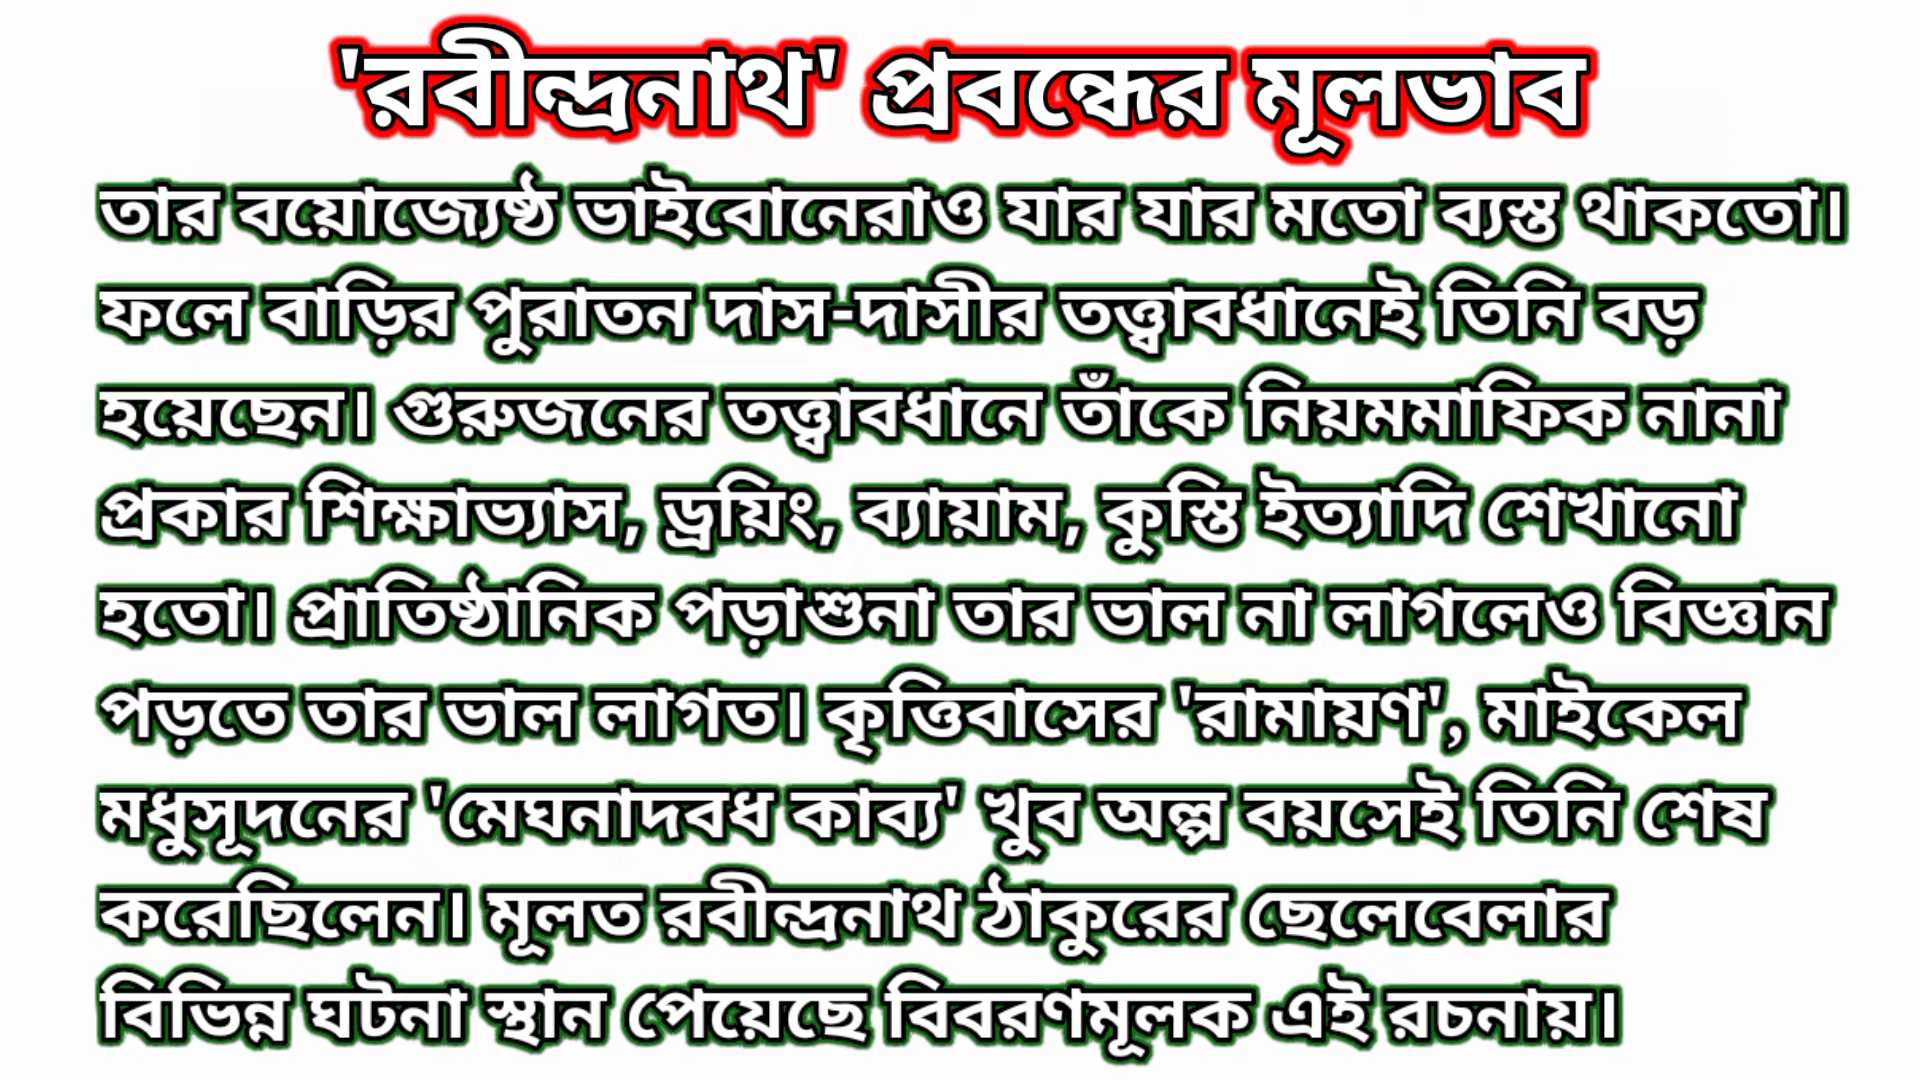 'রবীন্দ্রনাথ' প্রবন্ধের মূলভাব
তার বয়োজ্যেষ্ঠ ভাইবোনেরাও যার যার মতো ব্যস্ত থাকতো।
ফলে বাড়ির পুরাতন দাস-দাসীর তত্ত্বাবধানেই তিনি বড়
হয়েছেন। গুরুজনের তত্ত্বাবধানে তাঁকে নিয়মমাফিক নানা
প্রকার শিক্ষাভ্যাস, ড্রয়িং, ব্যায়াম, কুস্তি ইত্যাদি শেখানো
হতো। প্রাতিষ্ঠানিক পড়াশুনা তার ভাল না লাগলেও বিজ্ঞান
পড়তে তার ভাল লাগত। কৃত্তিবাসের 'রামায়ণ', মাইকেল
মধুসূদনের 'মেঘনাদবধ কাব্য' খুব অল্প বয়সেই তিনি শেষ
করেছিলেন। মূলত রবীন্দ্রনাথ ঠাকুরের ছেলেবেলার
বিভিন্ন ঘটনা স্থান পেয়েছে বিবরণমূলক এই রচনায়।